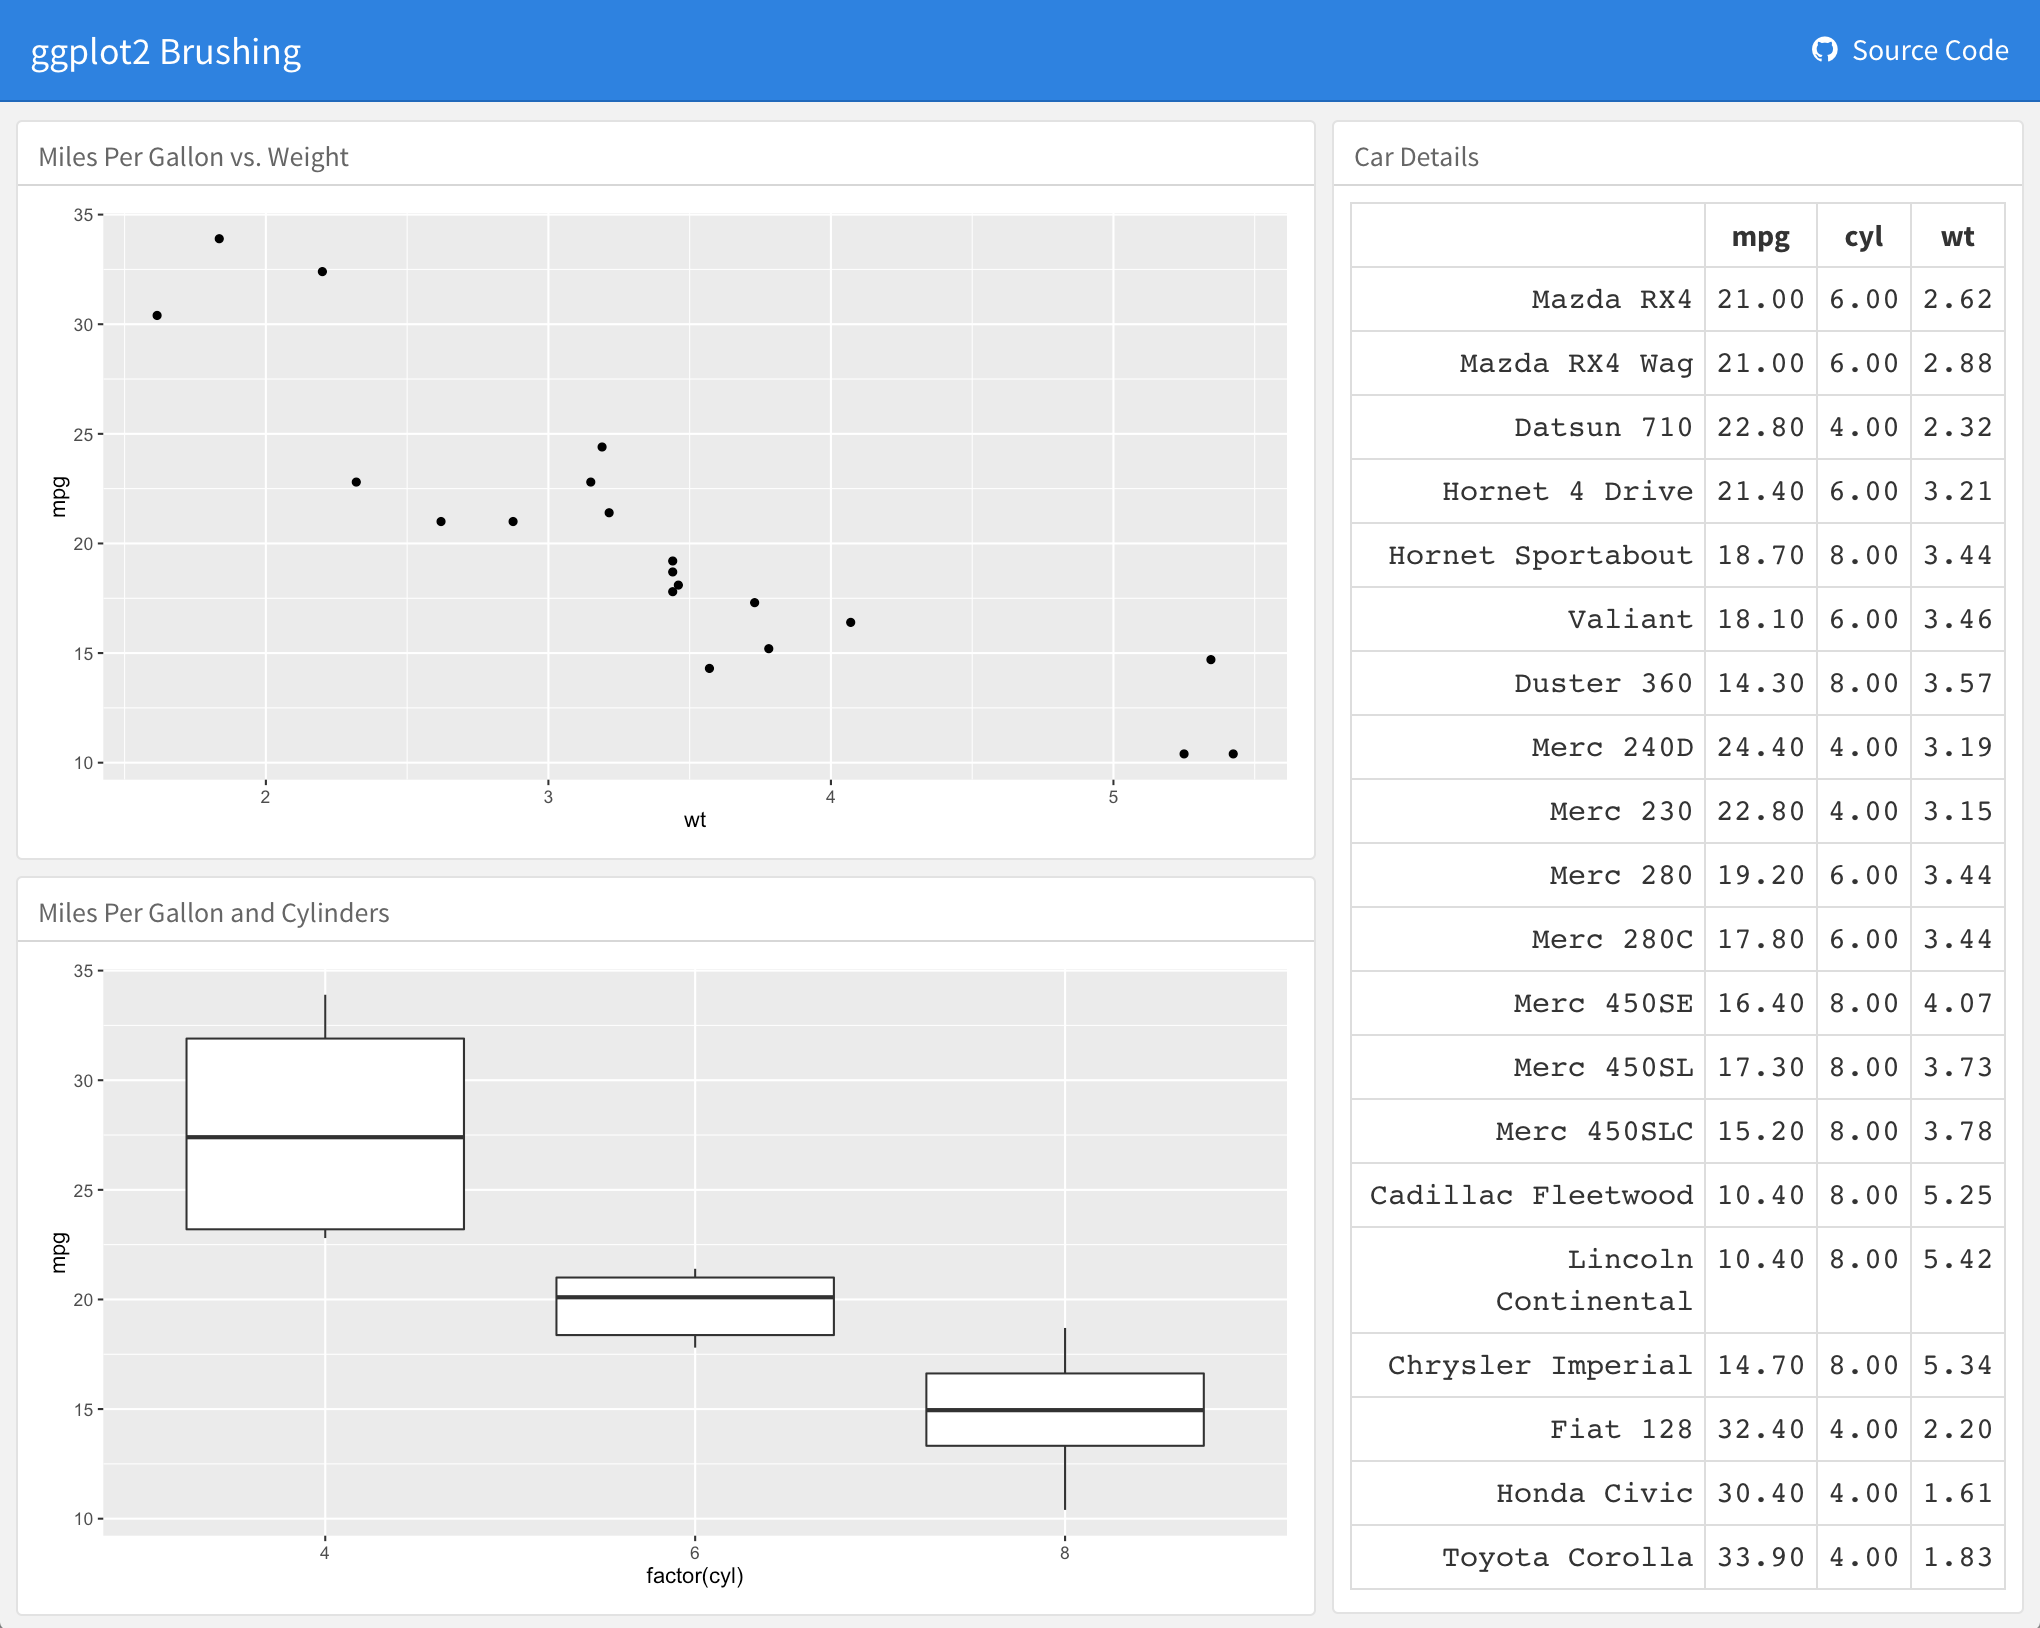 ggplot2 Brushing
Source Code
Miles Per Gallon vs. Weight
35
30
25
20
15
10
mpg
2 3 4 5
wt
Miles Per Gallon and Cylinders
35
30
25
20
15
10
mpg
4 6 8
factor(cyl)
Car Details
mpg cyl wt
Mazda RX4 21.00 6.00 2.62
Mazda RX4 Wag 21.00 6.00 2.88
Datsun 710 22.80 4.00 2.32
Hornet 4 Drive 21.40 6.00 3.21
Hornet Sportabout 18.70 8.00 3.44
Valiant 18.10 6.00 3.46
Duster 360 14.30 8.00 3.57
Merc 240D 24.40 4.00 3.19
Merc 230 22.80 4.00 3.15
Merc 280 19.20 6.00 3.44
Merc 280C 17.80 6.00 3.44
Merc 450SE 16.40 8.00 4.07
Merc 450SL 17.30 8.00 3.73
Merc 450SLC 15.20 8.00 3.78
Cadillac Fleetwood 10.40 8.00 5.25
Lincoln 10.40 8.00 5.42
Continental
Chrysler Imperial 14.70 8.00 5.34
Fiat 128 32.40 4.00 2.20
Honda Civic 30.40 4.00 1.61
Toyota Corolla 33.90 4.00 1.83